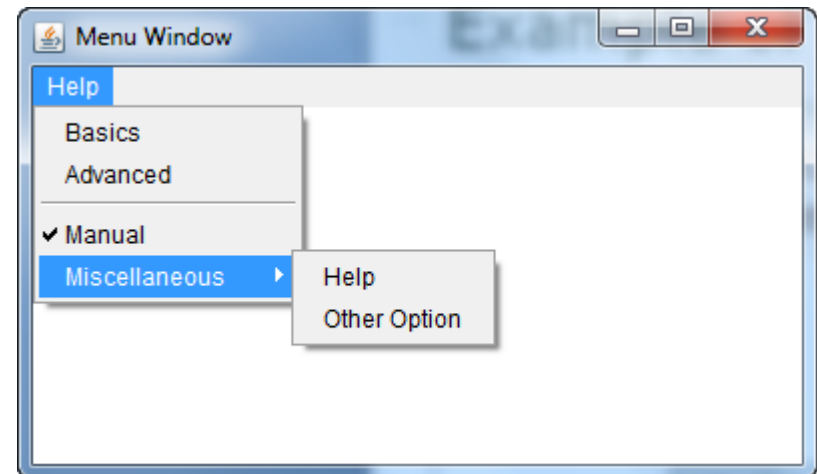 Menu Window
Help
Basics
Advanced
Manual
Miscellaneous
Help
Other Option